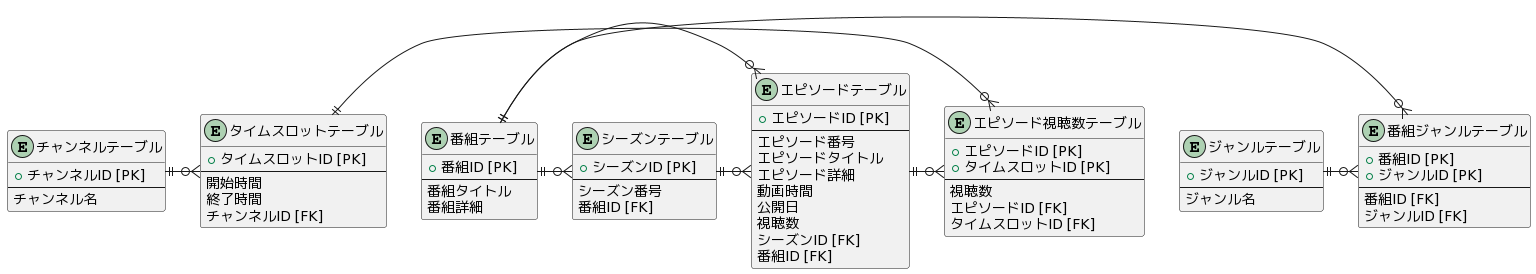 E チャンネルテーブル
チャンネルID [PK]
チャンネル名
E タイムスロットテーブル
タイムスロットID [PK]
開始時間
終了時間
チャンネルID [FK]
E 番組テーブル
番組ID [PK]
番組タイトル
番組詳細
E シーズンテーブル
シーズンID [PK]
シーズン番号
番組ID [FK]
E エピソードテーブル
エピソードID [PK]
エピソード番号
エピソードタイトル
エピソード詳細
動画時間
公開日
視聴数
シーズンID [FK]
番組ID [FK]
E エピソード視聴数テーブル
エピソードID [PK]
タイムスロットID [PK]
視聴数
エピソードID [FK]
タイムスロットID [FK]
E ジャンルテーブル
ジャンルID [PK]
ジャンル名
E 番組ジャンルテーブル
番組ID [PK]
ジャンルID [PK]
番組ID [FK]
ジャンルID [FK]